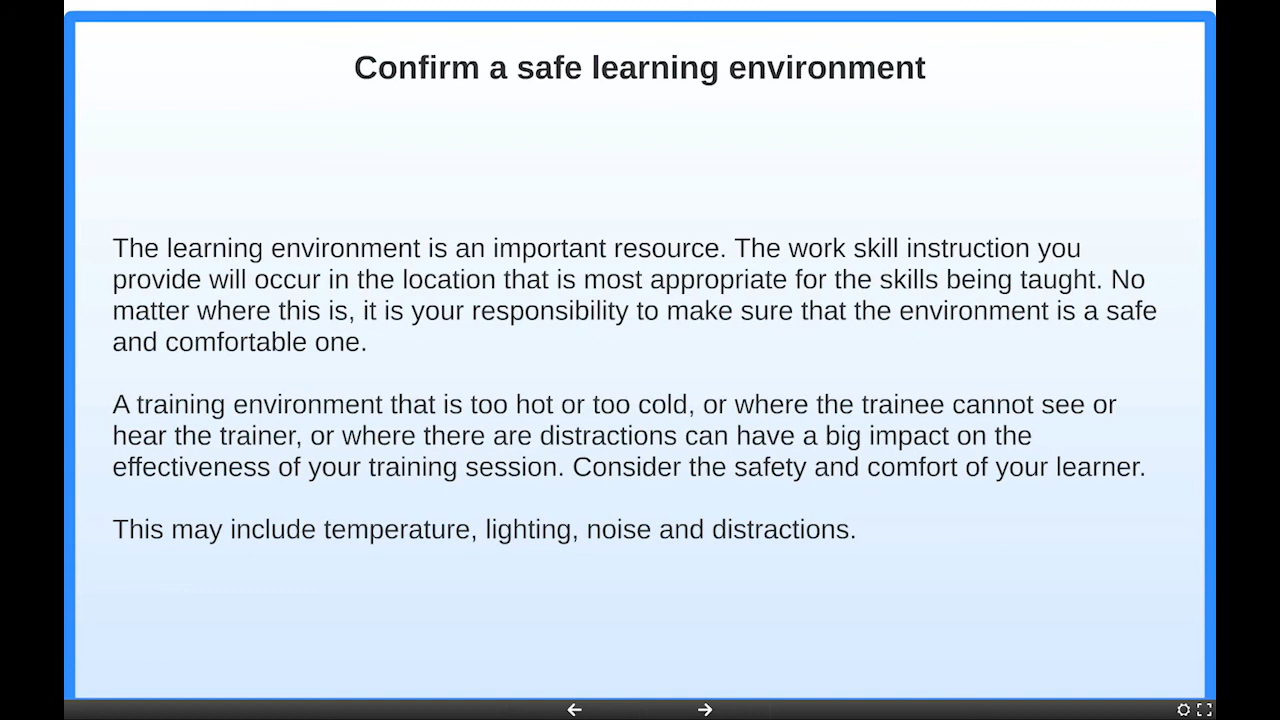 Confirm a safe learning environment
The learning environment is an important resource. The work skill instruction you
provide will occur in the location that is most appropriate for the skills being taught. No
matter where this is, it is your responsibility to make sure that the environment is a safe
and comfortable one.
A training environment that is too hot or too cold, or where the trainee cannot see or
hear the trainer, or where there are distractions can have a big impact on the
effectiveness of your training session. Consider the safety and comfort of your learner.
This may include temperature, lighting, noise and distractions.